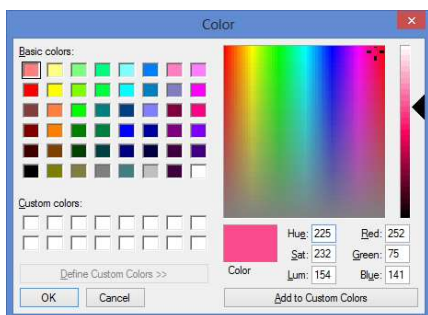 Color
Basic colors:
Custom colors:
Define Custom Colors >>
OK Cancel
Color
Hue: 225 Red: 252
Sat: 232 Green: 75
Lum: 154 Blue: 141
Add to Custom Colors